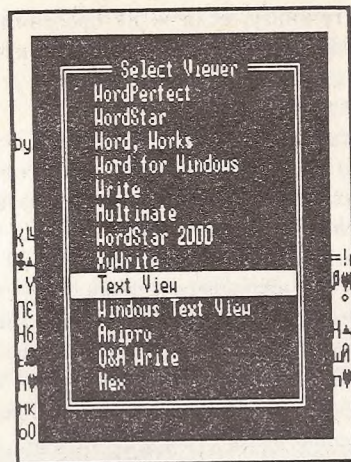 Select Viewer
WordPerfect
WordStar
by
Word, Works
Word for Windows
Write
Multimate
WordStar 2000
XyWrite
Text View
Windows Text View
Amipro
Q&A Write
Hex